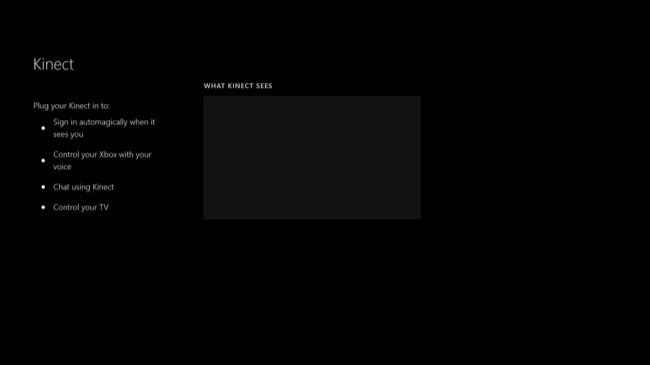 Kinect
WHAT KINECT SEES
Plug your Kinect in to:
Sign in automagically when it
sees you
Control your Xbox with your
voice
Chat using Kinect
Control your TV